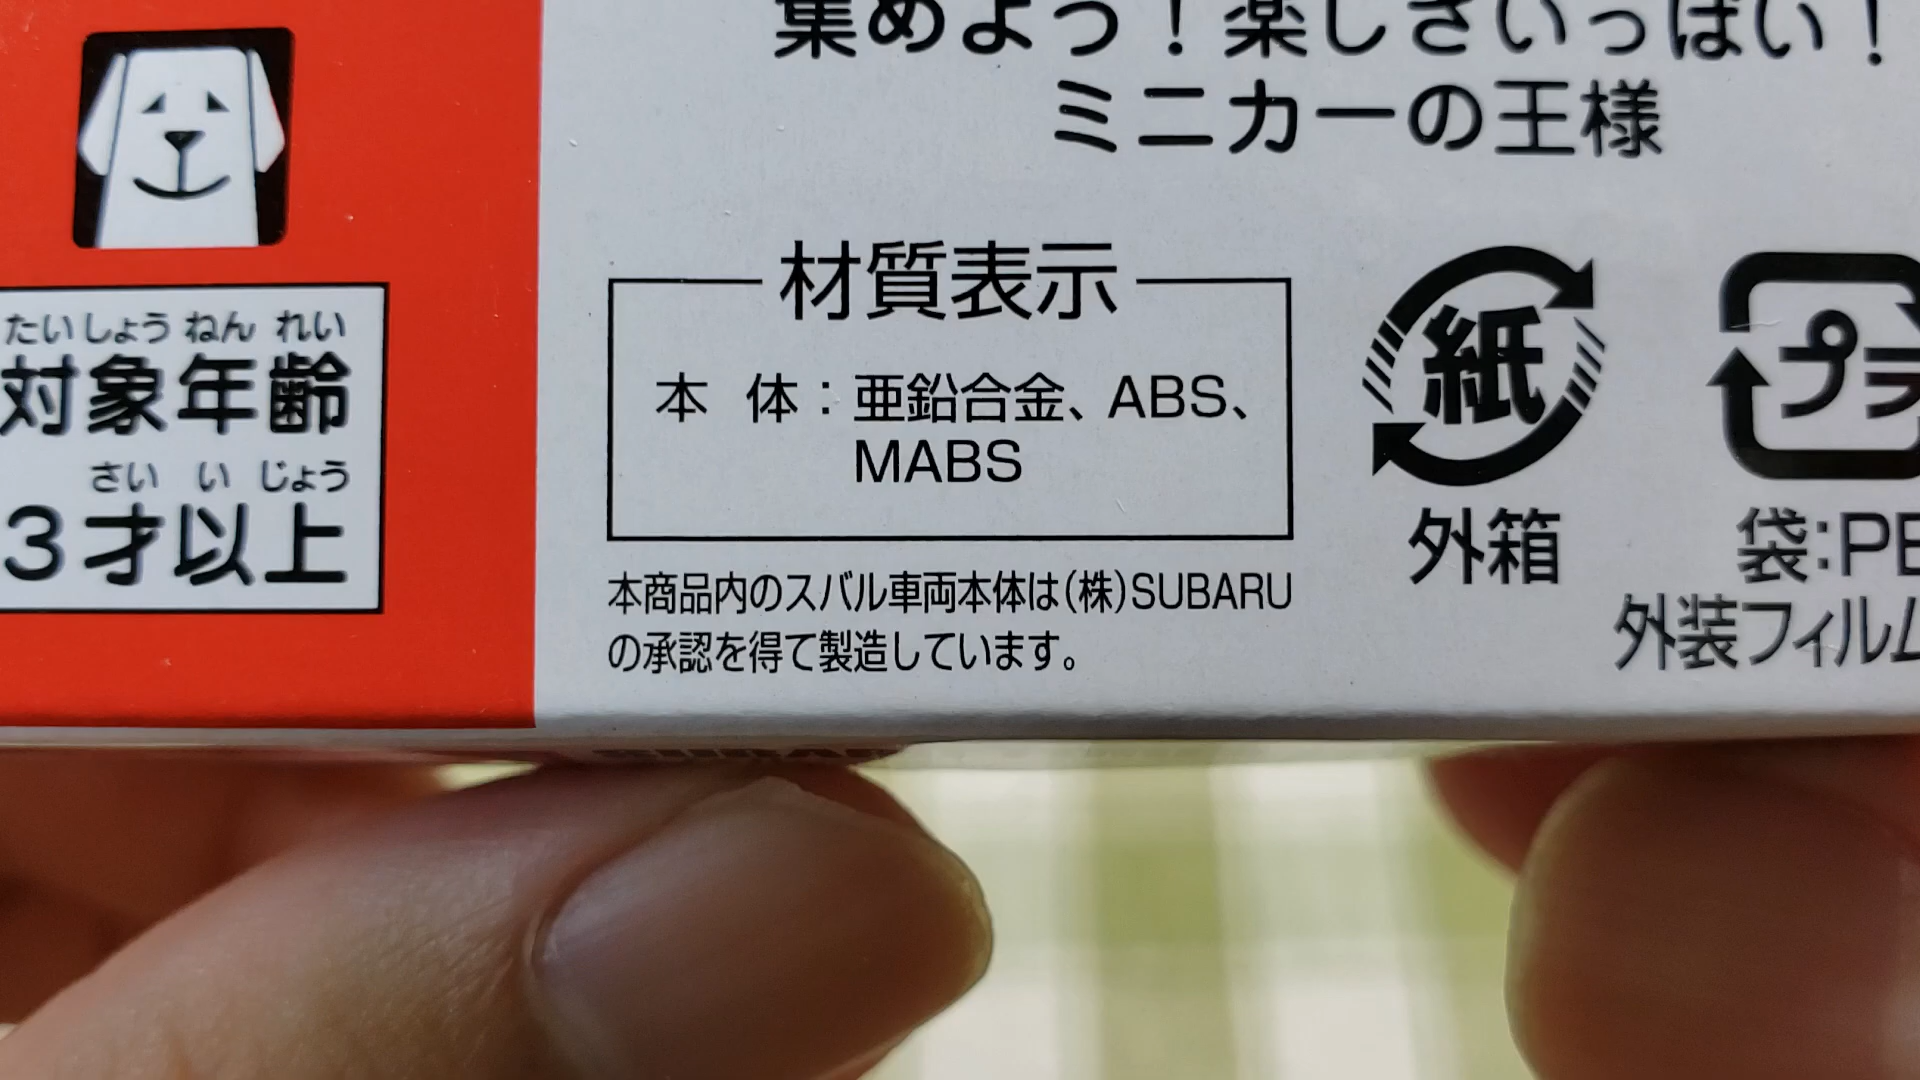 集めよう!楽しさいっぱい!
ミニカーの王様
たいしょうねんれい
対象年齢
さいいじょう
3才以上
材質表示
本体:亜鉛合金、ABS、
MABS
本商品内のスバル車両本体は(株)SUBARU
の承認を得て製造しています。
紙
外箱
プラ
袋:PE
外装フィルム